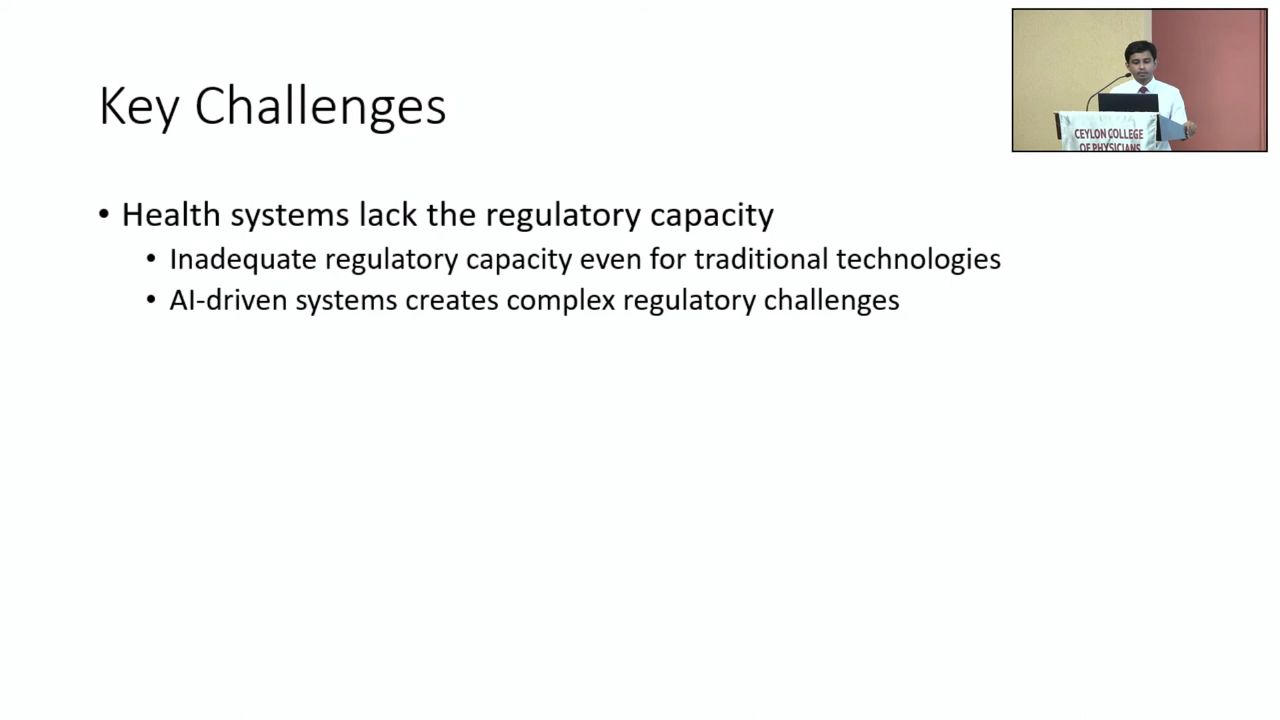 Key Challenges
• Health systems lack the regulatory capacity
• Inadequate regulatory capacity even for traditional technologies
• AI-driven systems creates complex regulatory challenges
CEYLON COLLEGE
OF PHYSICIANS